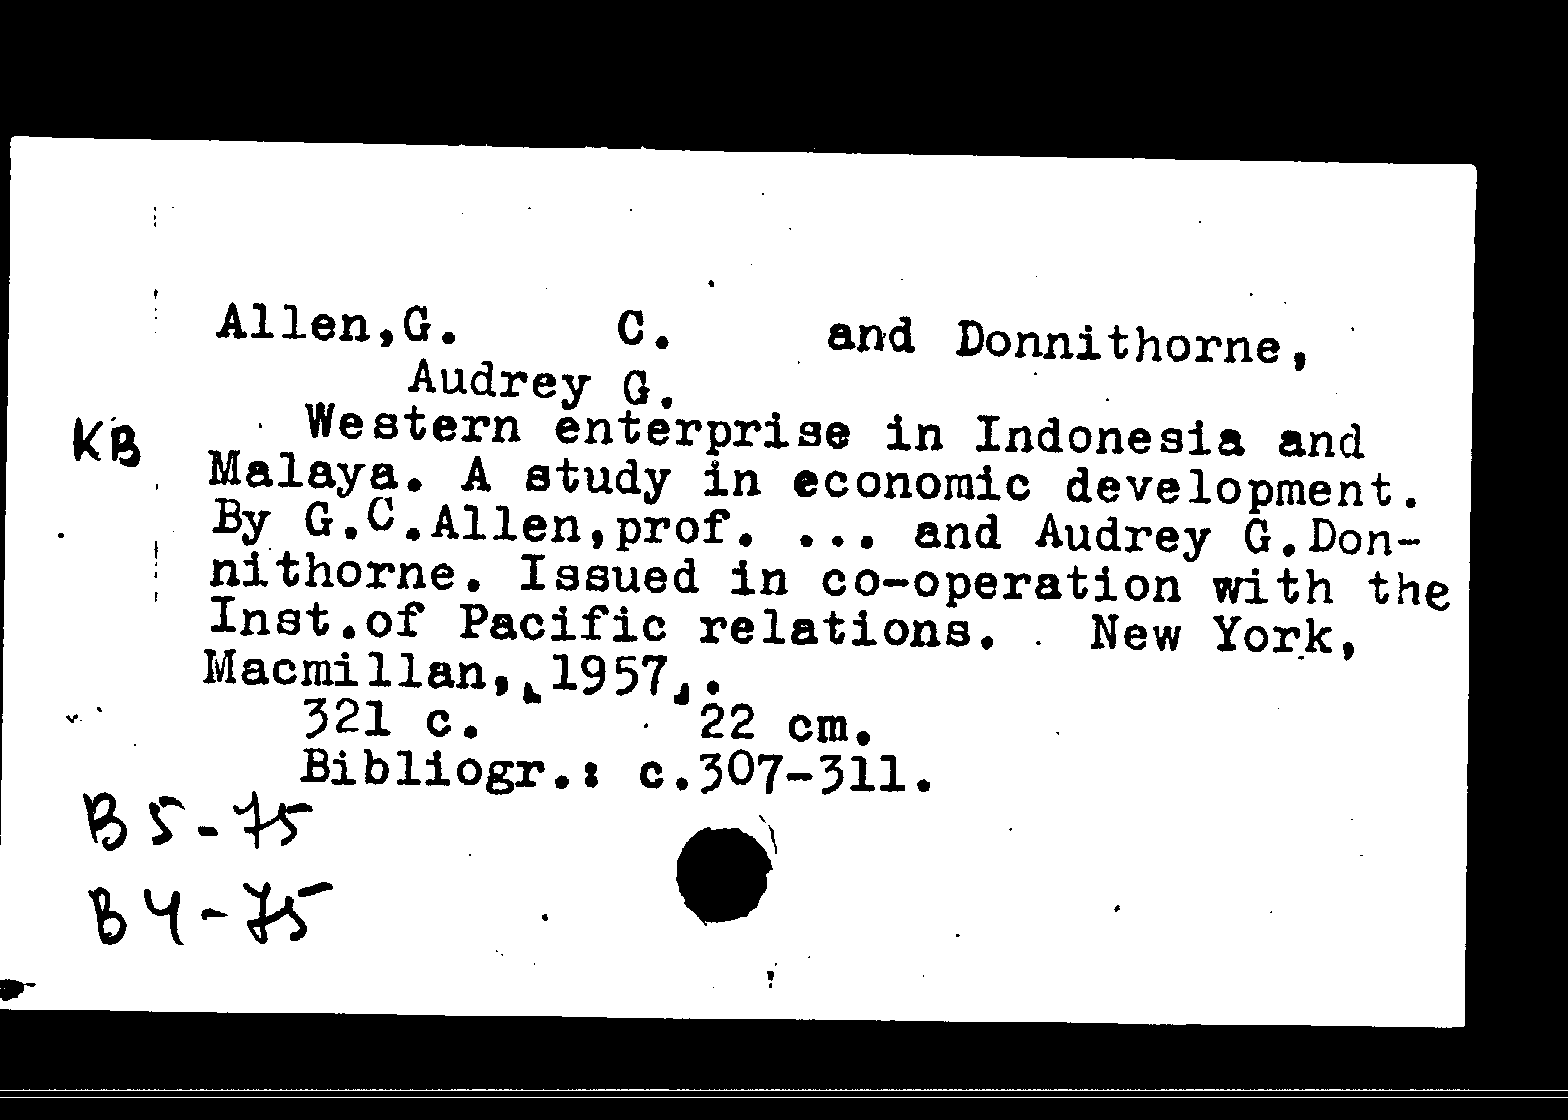 Allen,G. C. and Donnithorne,
Audrey G.
KB
Western enterprise in Indonesia and
Malaya. A study in economic development.
By G.C.Allen,prof. ... and Audrey G.Don-
nithorne. Issued in co-operation with the
Inst.of Pacific relations. New York,
Macmillan,⌞1957⌟.
321 c. 22 cm.
Bibliogr.: c.307-311.
B5-75
B4-75